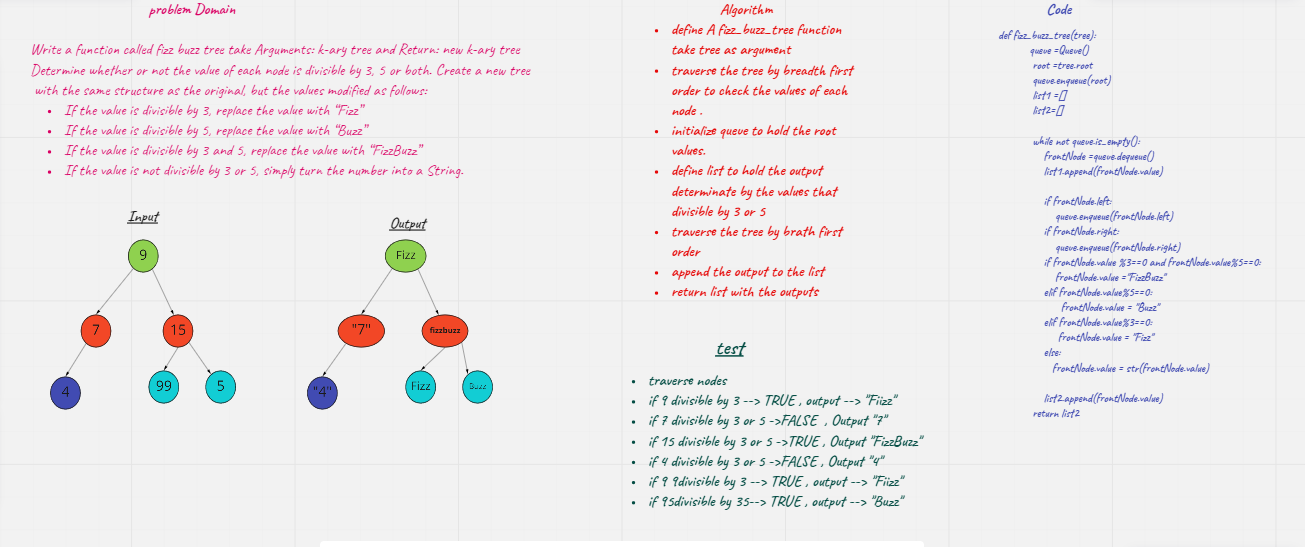 problem Domain
Write a function called fizz buzz tree take Arguments: k-ary tree and Return: new k-ary tree
Determine whether or not the value of each node is divisible by 3, 5 or both. Create a new tree
with the same structure as the original, but the values modified as follows:
• If the value is divisible by 3, replace the value with “Fizz”
• If the value is divisible by 5, replace the value with “Buzz”
• If the value is divisible by 3 and 5, replace the value with “FizzBuzz”
• If the value is not divisible by 3 or 5, simply turn the number into a String.
Input
9
7
15
4
99
5
Output
Fizz
"7"
fizzbuzz
"4"
Fizz
Buzz
Algorithm
• define A fizz_buzz_tree function
take tree as argument
• traverse the tree by breadth first
order to check the values of each
node .
• initialize queue to hold the root
values.
• define list to hold the output
determinate by the values that
divisible by 3 or 5
• traverse the tree by brath first
order
• append the output to the list
• return list with the outputs
test
• traverse nodes
• if 9 divisible by 3 --> TRUE , output --> "Fiizz"
• if 7 divisible by 3 or 5 ->FALSE , Output "7"
• if 15 divisible by 3 or 5 ->TRUE , Output "FizzBuzz"
• if 4 divisible by 3 or 5 ->FALSE , Output "4"
• if 9 9divisible by 3 --> TRUE , output --> "Fiizz"
• if 95divisible by 35--> TRUE , output --> "Buzz"
Code
def fizz_buzz_tree(tree):
queue =Queue()
root =tree.root
queue.enqueue(root)
list1 =[]
list2=[]
while not queue.is_empty():
frontNode =queue.dequeue()
list1.append(frontNode.value)
if frontNode.left:
queue.enqueue(frontNode.left)
if frontNode.right:
queue.enqueue(frontNode.right)
if frontNode.value %3==0 and frontNode.value%5==0:
frontNode.value ="FizzBuzz"
elif frontNode.value%5==0:
frontNode.value = "Buzz"
elif frontNode.value%3==0:
frontNode.value = "Fizz"
else:
frontNode.value = str(frontNode.value)
list2.append(frontNode.value)
return list2